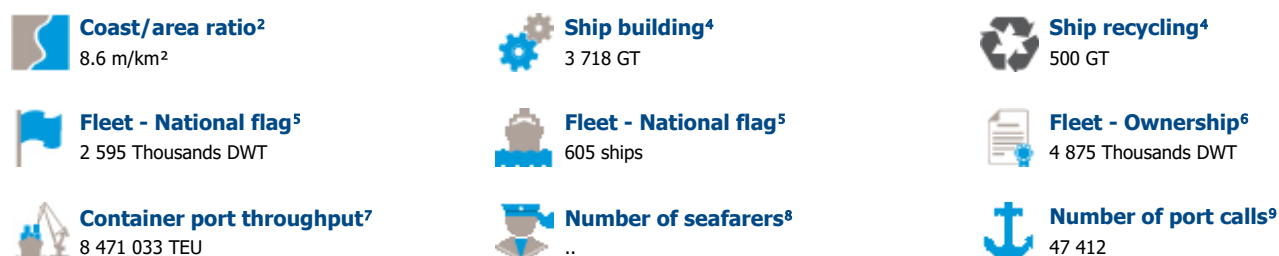 Coast/area ratio²
8.6 m/km²
Ship building⁴
3 718 GT
Ship recycling⁴
500 GT
Fleet - National flag⁵
2 595 Thousands DWT
Fleet - National flag⁵
605 ships
Fleet - Ownership⁶
4 875 Thousands DWT
Container port throughput⁷
8 471 033 TEU
Number of seafarers⁸
..
Number of port calls⁹
47 412